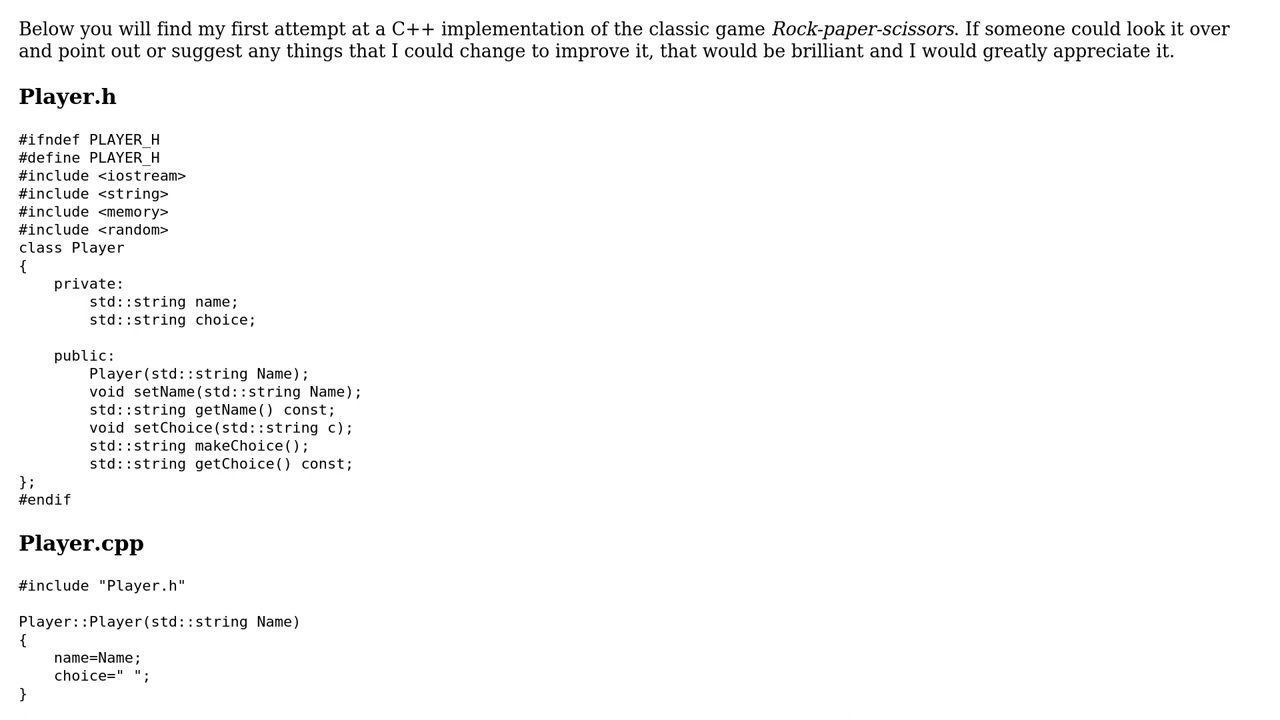 Below you will find my first attempt at a C++ implementation of the classic game Rock-paper-scissors. If someone could look it over
and point out or suggest any things that I could change to improve it, that would be brilliant and I would greatly appreciate it.
Player.h
#ifndef PLAYER_H
#define PLAYER_H
#include <iostream>
#include <string>
#include <memory>
#include <random>
class Player
{
    private:
        std::string name;
        std::string choice;

    public:
        Player(std::string Name);
        void setName(std::string Name);
        std::string getName() const;
        void setChoice(std::string c);
        std::string makeChoice();
        std::string getChoice() const;
};
#endif
Player.cpp
#include "Player.h"

Player::Player(std::string Name)
{
    name=Name;
    choice=" ";
}